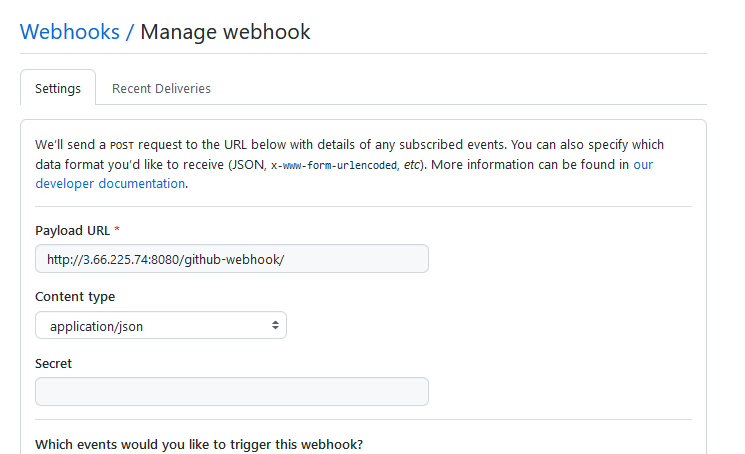 Webhooks / Manage webhook
Settings
Recent Deliveries
We'll send a POST request to the URL below with details of any subscribed events. You can also specify which
data format you'd like to receive (JSON, x-www-form-urlencoded, etc). More information can be found in our
developer documentation.
Payload URL *
http://3.66.225.74:8080/github-webhook/
Content type
application/json
Secret
Which events would you like to trigger this webhook?